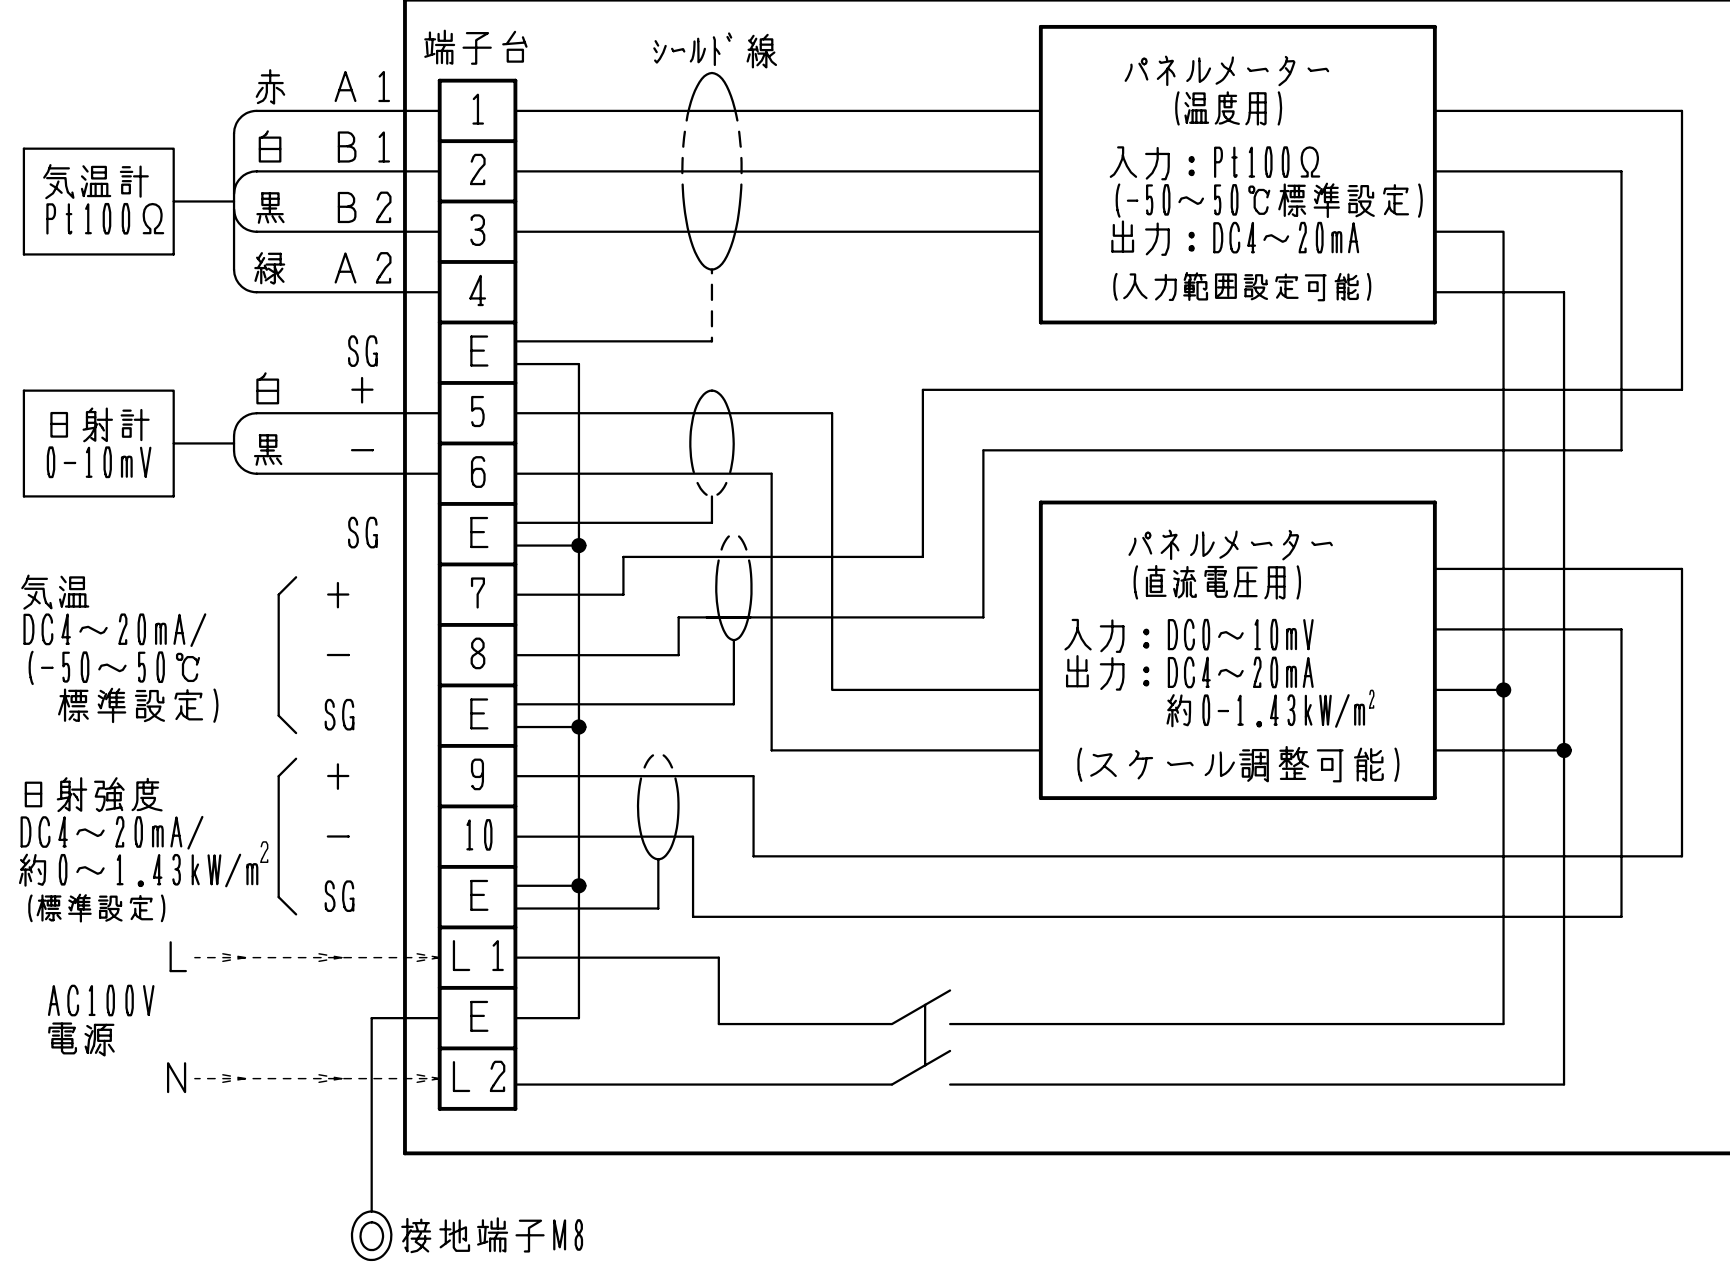 端子台
シールド線
赤 A1
白 B1
黒 B2
緑 A2
気温計
Pt100Ω
SG
白 +
黒 −
日射計
0-10mV
SG
気温
DC4～20mA/
(-50～50℃
標準設定)
+
−
SG
日射強度
DC4～20mA/
約0～1.43kW/m²
(標準設定)
+
−
SG
L
AC100V
電源
N
1
2
3
4
E
5
6
E
7
8
E
9
10
E
L1
E
L2
接地端子M8
パネルメーター
(温度用)
入力：Pt100Ω
(-50～50℃標準設定)
出力：DC4～20mA
(入力範囲設定可能)
パネルメーター
(直流電圧用)
入力：DC0～10mV
出力：DC4～20mA
約0-1.43kW/m²
(スケール調整可能)